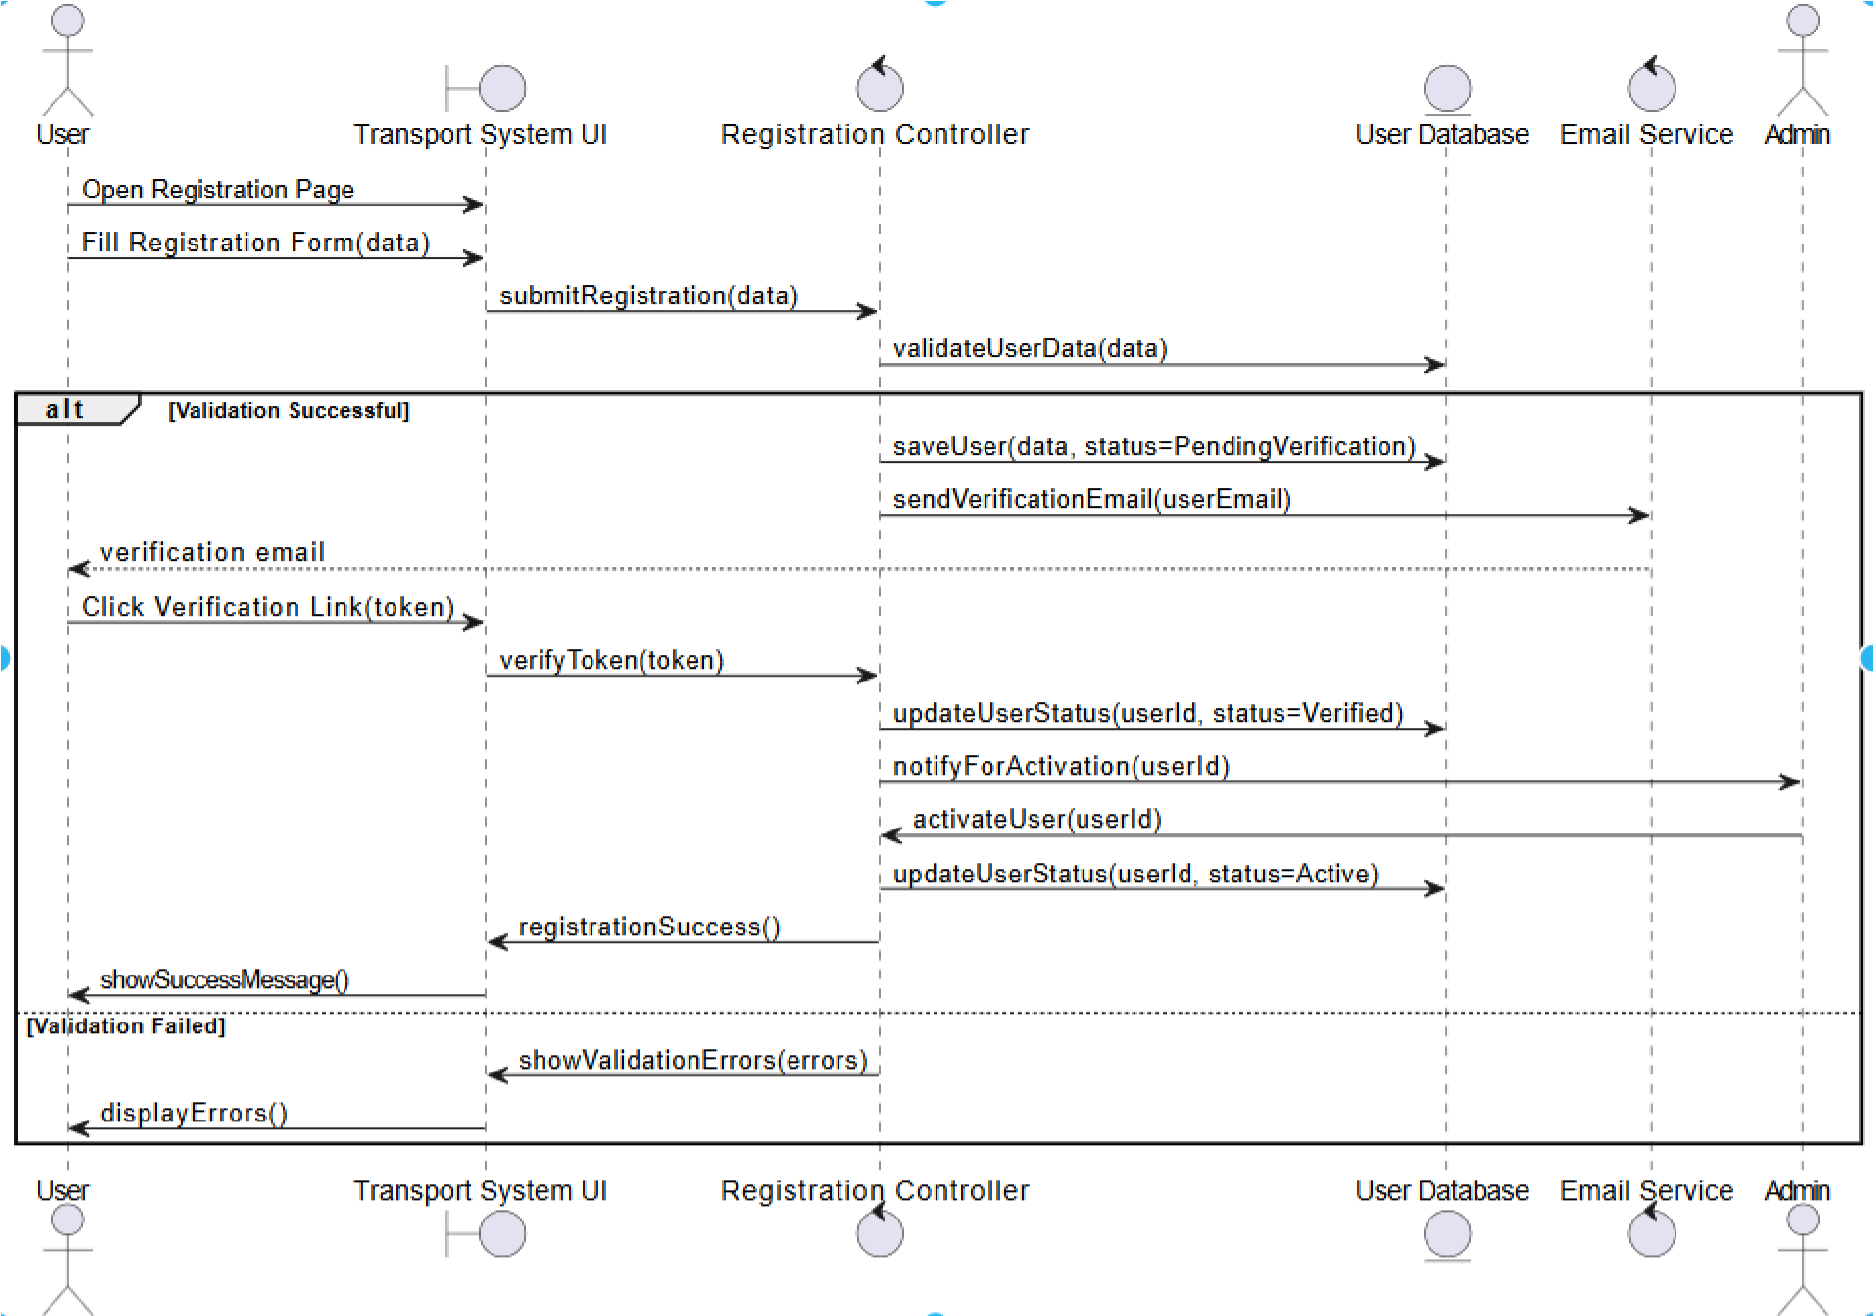 User
Transport System UI
Registration Controller
User Database
Email Service
Admin
Open Registration Page
Fill Registration Form(data)
submitRegistration(data)
validateUserData(data)
alt
[Validation Successful]
saveUser(data, status=PendingVerification)
sendVerificationEmail(userEmail)
verification email
Click Verification Link(token)
verifyToken(token)
updateUserStatus(userId, status=Verified)
notifyForActivation(userId)
activateUser(userId)
updateUserStatus(userId, status=Active)
registrationSuccess()
showSuccessMessage()
[Validation Failed]
showValidationErrors(errors)
displayErrors()
User
Transport System UI
Registration Controller
User Database
Email Service
Admin